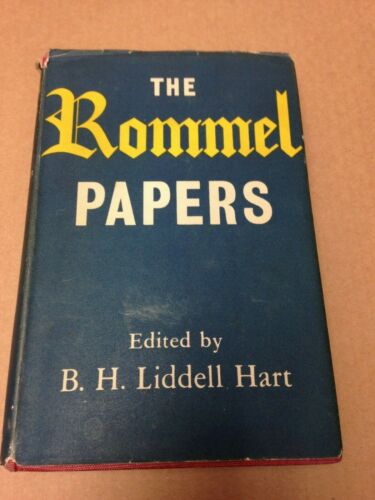 THE
Rommel
PAPERS
Edited by
B. H. Liddell Hart